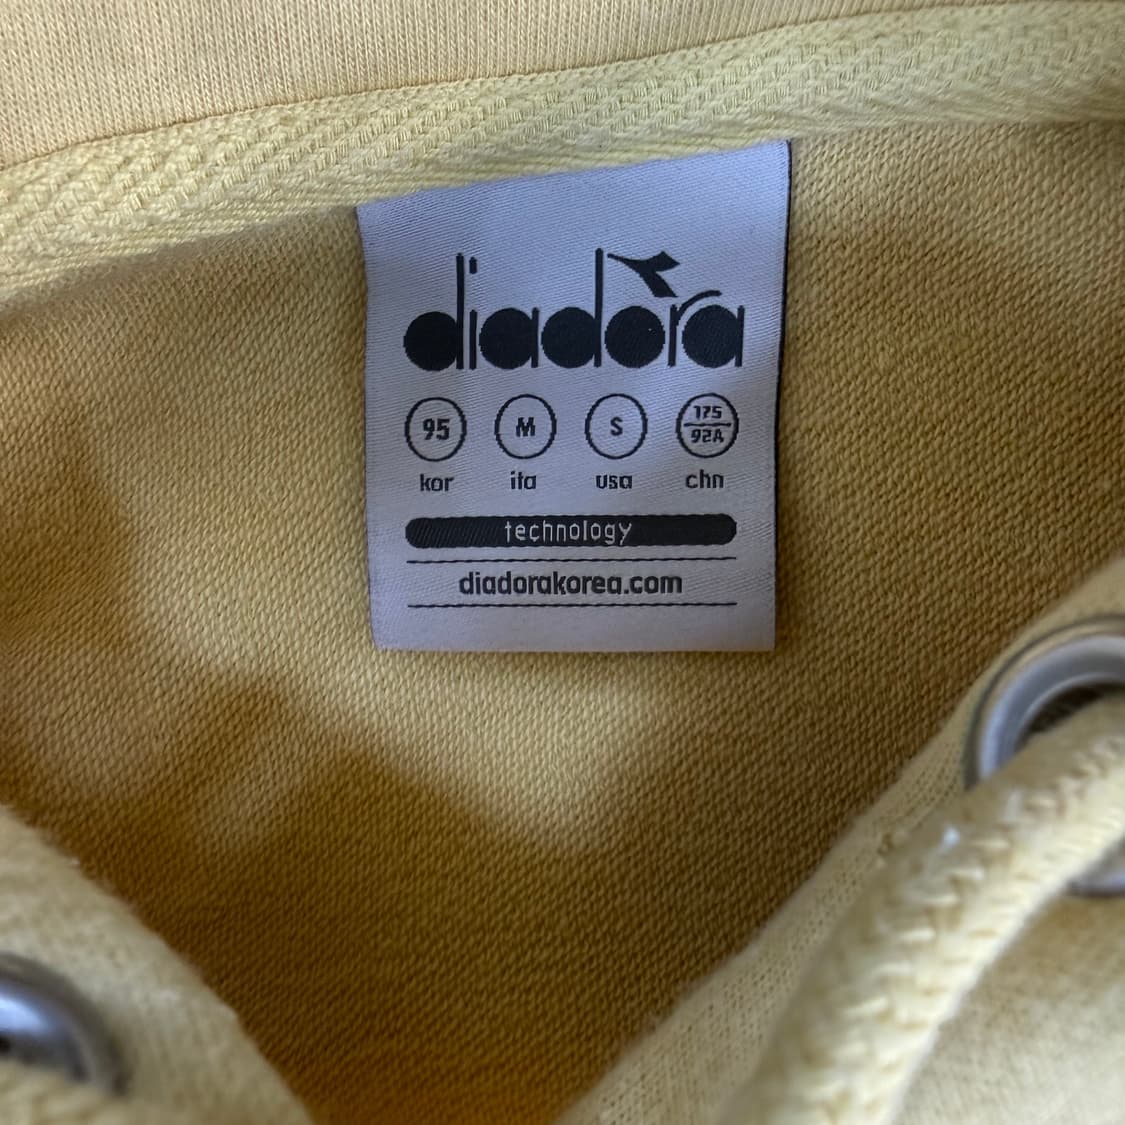 diadora
95 M S 175
92A
kor ita usa chn
technology
diadorakorea.com